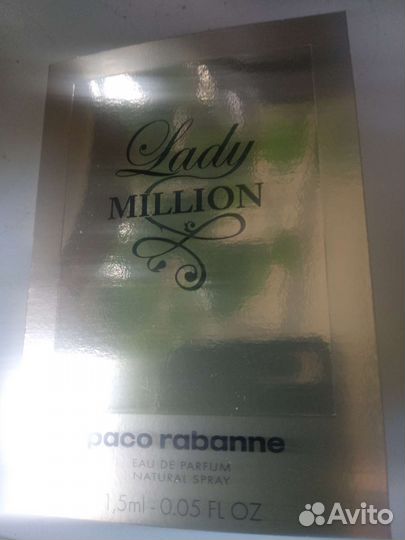 Lady
MILLION
paco rabanne
EAU DE PARFUM
NATURAL SPRAY
1,5ml - 0.05 FL OZ
Avito